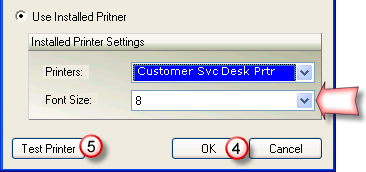 Use Installed Pritner
Installed Printer Settings
Printers: Customer Svc Desk Prtr
Font Size: 8
Test Printer 5 OK 4 Cancel